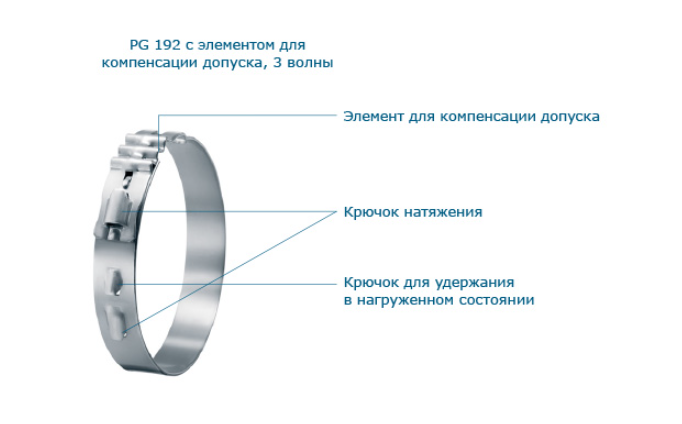 PG 192 с элементом для
компенсации допуска, 3 волны
Элемент для компенсации допуска
Крючок натяжения
Крючок для удержания
в нагруженном состоянии